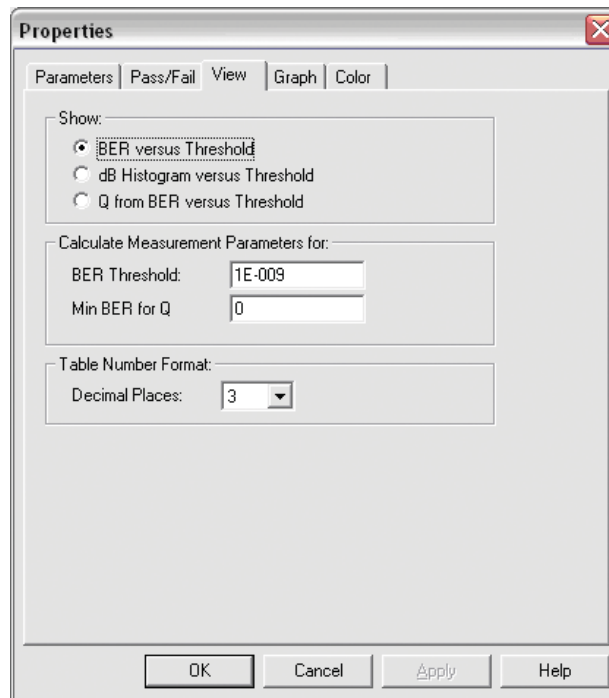 Properties
Parameters Pass/Fail View Graph Color
Show:
BER versus Threshold
dB Histogram versus Threshold
Q from BER versus Threshold
Calculate Measurement Parameters for:
BER Threshold: 1E-009
Min BER for Q 0
Table Number Format:
Decimal Places: 3
OK Cancel Apply Help